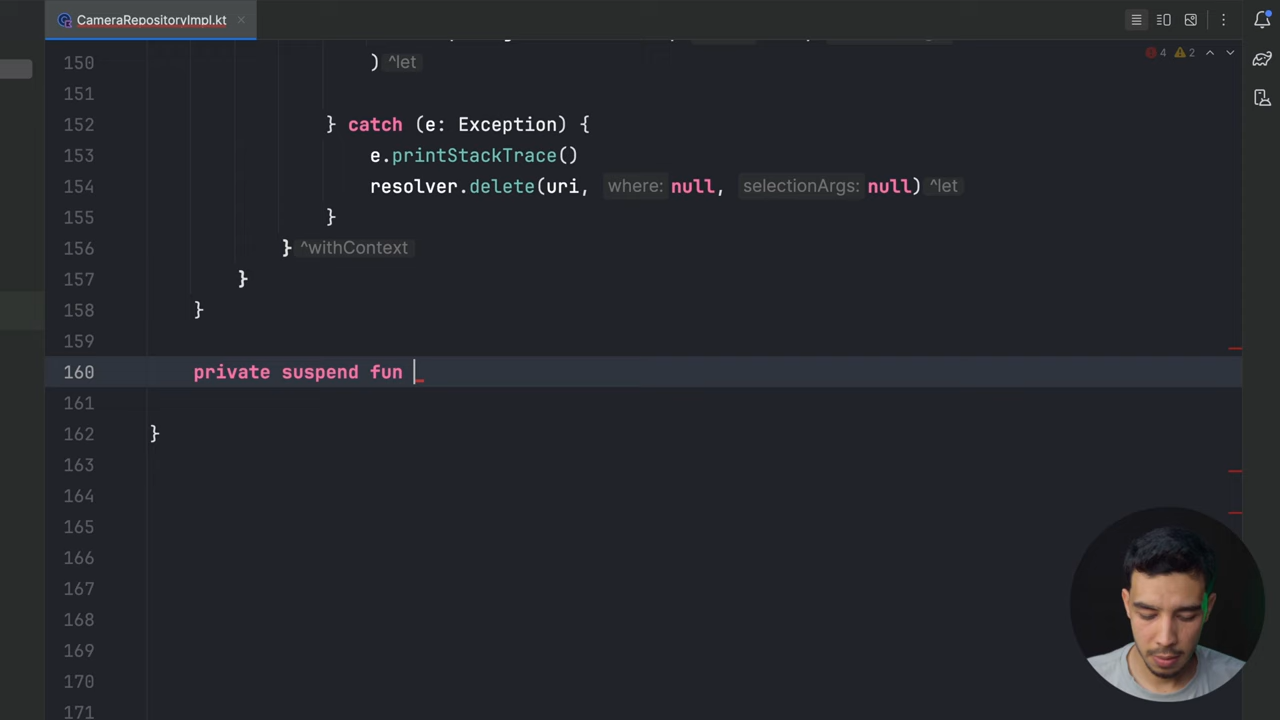 CameraRepositoryImpl.kt
4 2
150 )^let
151
152 } catch (e: Exception) {
153 e.printStackTrace()
154 resolver.delete(uri, where: null, selectionArgs: null)^let
155 }
156 }^withContext
157 }
158 }
159
160 private suspend fun
161
162 }
163
164
165
166
167
168
169
170
171